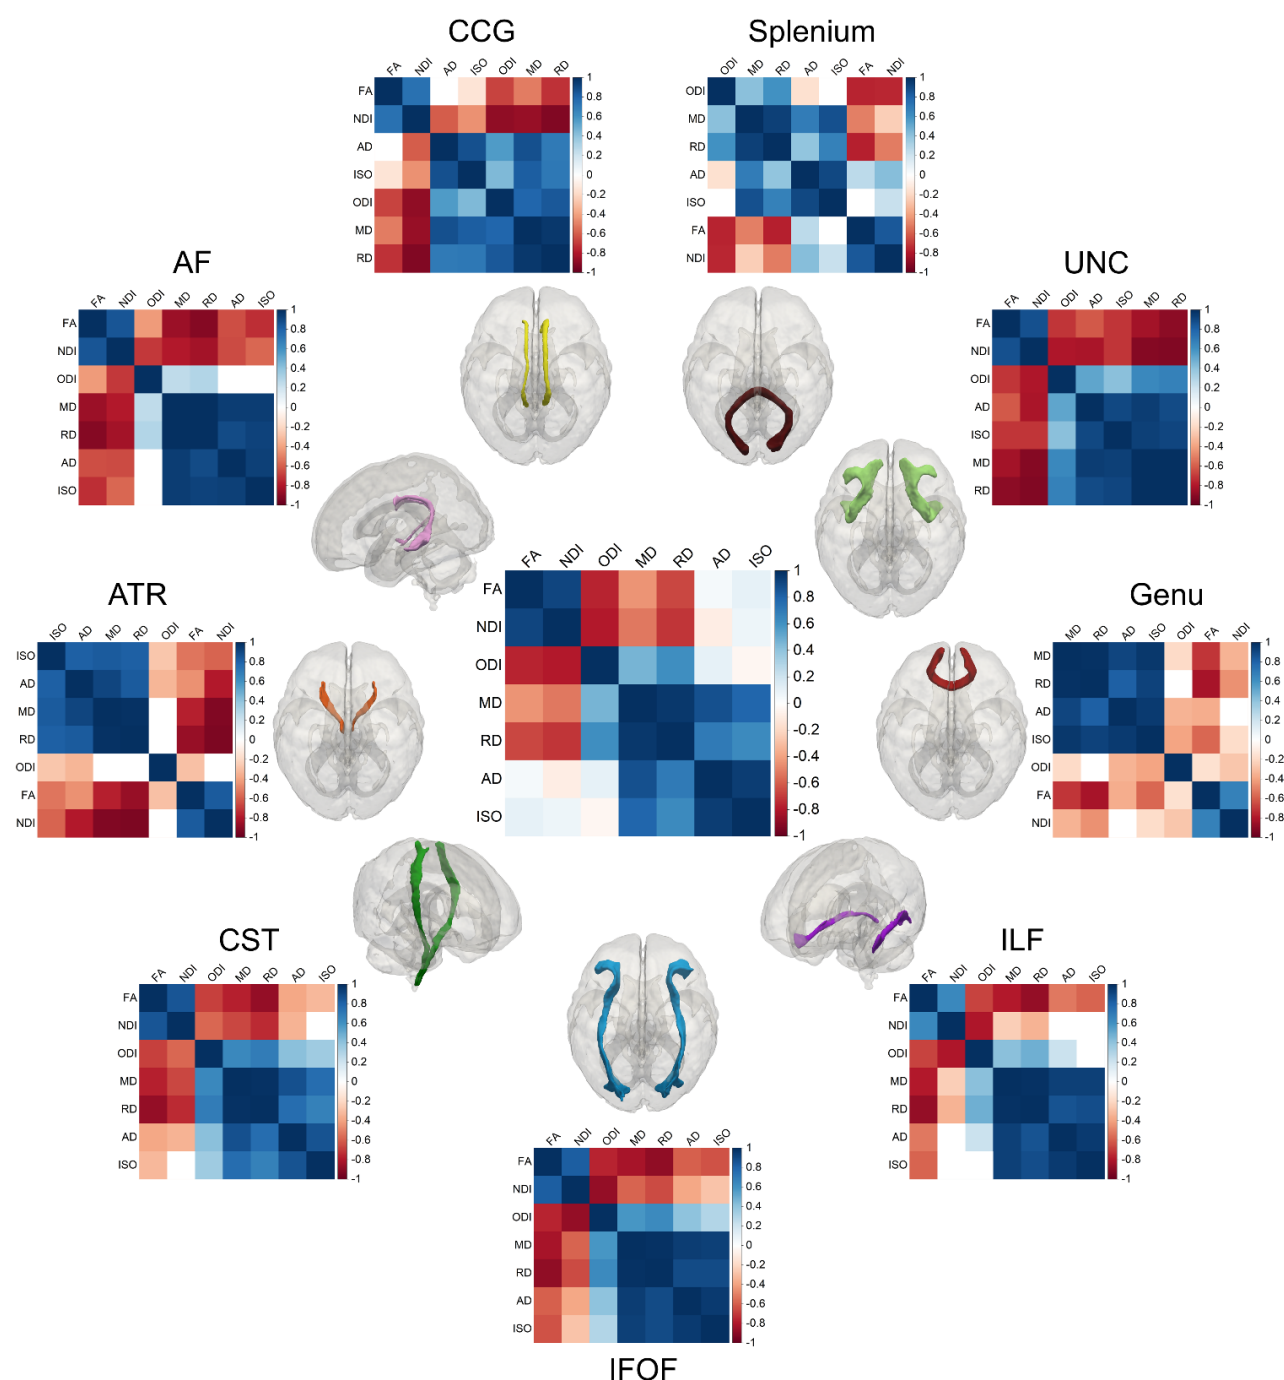 CCG
FA NDI AD ISO ODI MD RD
FA
NDI
AD
ISO
ODI
MD
RD
1
0.8
0.6
0.4
0.2
0
-0.2
-0.4
-0.6
-0.8
-1
Splenium
ODI MD RD AD ISO FA NDI
ODI
MD
RD
AD
ISO
FA
NDI
1
0.8
0.6
0.4
0.2
0
-0.2
-0.4
-0.6
-0.8
-1
AF
FA NDI ODI MD RD AD ISO
FA
NDI
ODI
MD
RD
AD
ISO
1
0.8
0.6
0.4
0.2
0
-0.2
-0.4
-0.6
-0.8
-1
UNC
FA NDI ODI AD ISO MD RD
FA
NDI
ODI
AD
ISO
MD
RD
1
0.8
0.6
0.4
0.2
0
-0.2
-0.4
-0.6
-0.8
-1
FA NDI ODI MD RD AD ISO
FA
NDI
ODI
MD
RD
AD
ISO
1
0.8
0.6
0.4
0.2
0
-0.2
-0.4
-0.6
-0.8
-1
ATR
ISO AD MD RD ODI FA NDI
ISO
AD
MD
RD
ODI
FA
NDI
1
0.8
0.6
0.4
0.2
0
-0.2
-0.4
-0.6
-0.8
-1
Genu
MD RD AD ISO ODI FA NDI
MD
RD
AD
ISO
ODI
FA
NDI
1
0.8
0.6
0.4
0.2
0
-0.2
-0.4
-0.6
-0.8
-1
CST
FA NDI ODI MD RD AD ISO
FA
NDI
ODI
MD
RD
AD
ISO
1
0.8
0.6
0.4
0.2
0
-0.2
-0.4
-0.6
-0.8
-1
ILF
FA NDI ODI MD RD AD ISO
FA
NDI
ODI
MD
RD
AD
ISO
1
0.8
0.6
0.4
0.2
0
-0.2
-0.4
-0.6
-0.8
-1
FA NDI ODI MD RD AD ISO
FA
NDI
ODI
MD
RD
AD
ISO
1
0.8
0.6
0.4
0.2
0
-0.2
-0.4
-0.6
-0.8
-1
IFOF